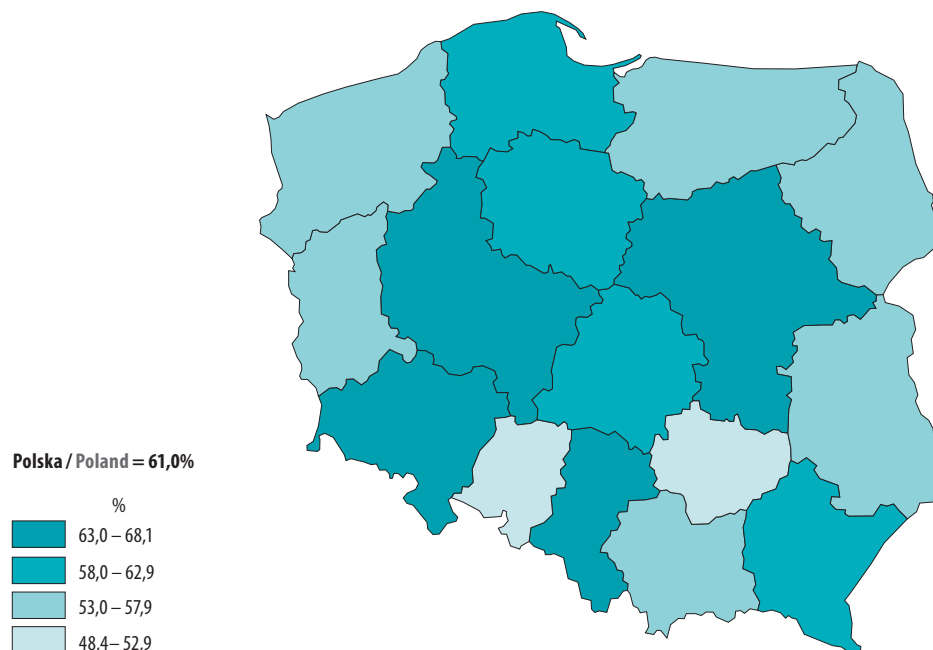 Polska / Poland = 61,0%
%
63,0 – 68,1
58,0 – 62,9
53,0 – 57,9
48,4– 52,9